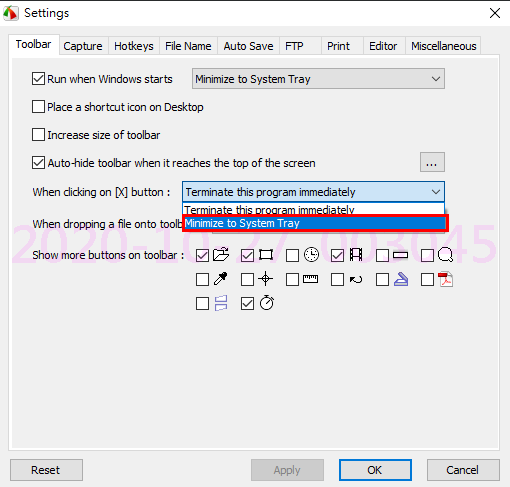 Settings
Toolbar Capture Hotkeys File Name Auto Save FTP Print Editor Miscellaneous
Run when Windows starts Minimize to System Tray
Place a shortcut icon on Desktop
Increase size of toolbar
Auto-hide toolbar when it reaches the top of the screen ...
When clicking on [X] button : Terminate this program immediately
Terminate this program immediately
Minimize to System Tray
When dropping a file onto toolb
2020-10-27_003045
Show more buttons on toolbar :
Reset Apply OK Cancel